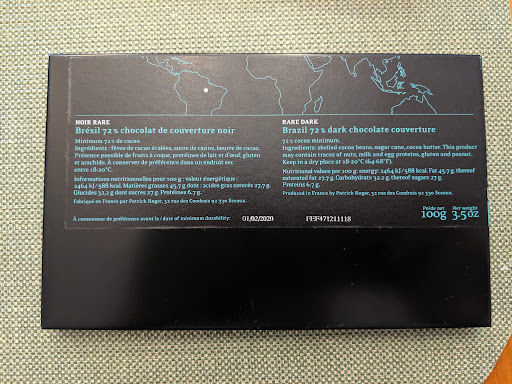 NOIR RARE
Brésil 72 % chocolat de couverture noir
Minimum 72 % de cacao.
Ingrédients : fèves de cacao écalées, sucre de canne, beurre de cacao.
Présence possible de fruits à coque, protéines de lait et d'œuf, gluten
et arachide. À conserver de préférence dans un endroit sec
entre 18-20°C.
Informations nutritionnelles pour 100 g : valeur énergétique :
2464 kj/588 kcal. Matières grasses 45.7 g dont : acides gras saturés 27,7 g.
Glucides 32,2 g dont sucres 27 g. Protéines 6,7 g.
Fabriqué en France par Patrick Roger, 32 rue des Coudrais 92 330 Sceaux.
À consommer de préférence avant le / date of minimum durability:
01/02/2020
RARE DARK
Brazil 72 % dark chocolate couverture
72 % cocoa minimum.
Ingredients: shelled cocoa beans, sugar cane, cocoa butter. This product
may contain traces of nuts, milk and egg proteins, gluten and peanut.
Keep in a dry place at 18-20°C (64-68°F).
Nutritional values per 100 g: energy: 2464 kj/588 kcal. Fat 45.7 g, thereof
saturated fat 27.7 g. Carbohydrate 32.2 g, thereof sugars 27 g.
Proteins 6.7 g.
Produced in France by Patrick Roger, 32 rue des Coudrais 92 330 Sceaux.
FEF471211118
Poids net Net weight
100g 3.5 oz